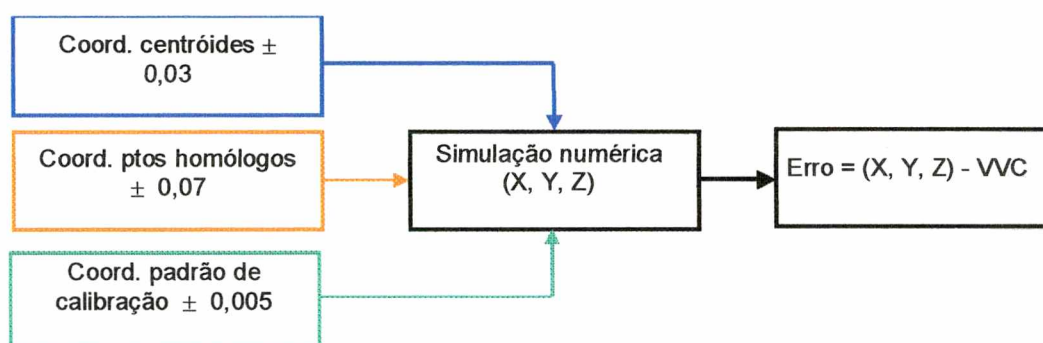 Coord. centróides ±
0,03
Coord. ptos homólogos
± 0,07
Coord. padrão de
calibração ± 0,005
Simulação numérica
(X, Y, Z)
Erro = (X, Y, Z) - VVC